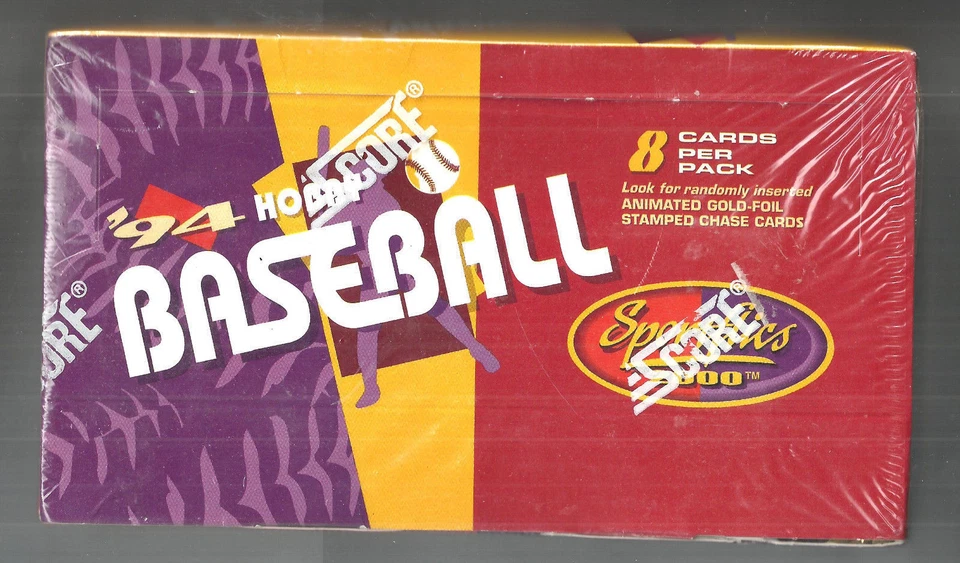 '94 HOBBY
BASEBALL
SCORE®
8 CARDS
PER
PACK
Look for randomly inserted
ANIMATED GOLD-FOIL
STAMPED CHASE CARDS
Sportflics
2000™
SCORE®
ORE®